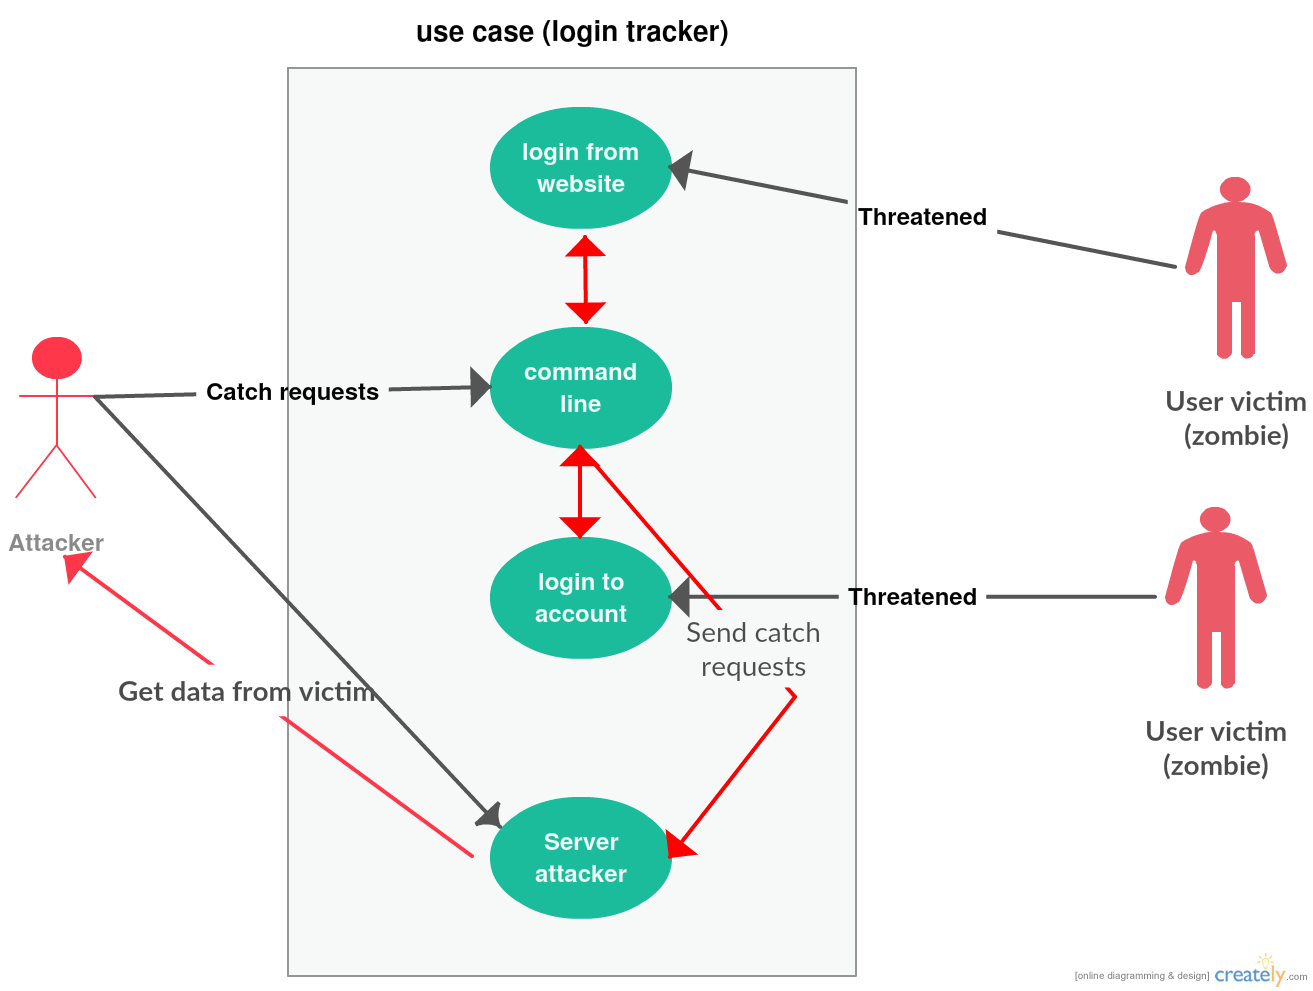 use case (login tracker)
login from
website
Threatened
command
line
Catch requests
User victim
(zombie)
Attacker
login to
account
Threatened
Send catch
requests
Get data from victim
User victim
(zombie)
Server
attacker
[online diagramming & design] creately.com